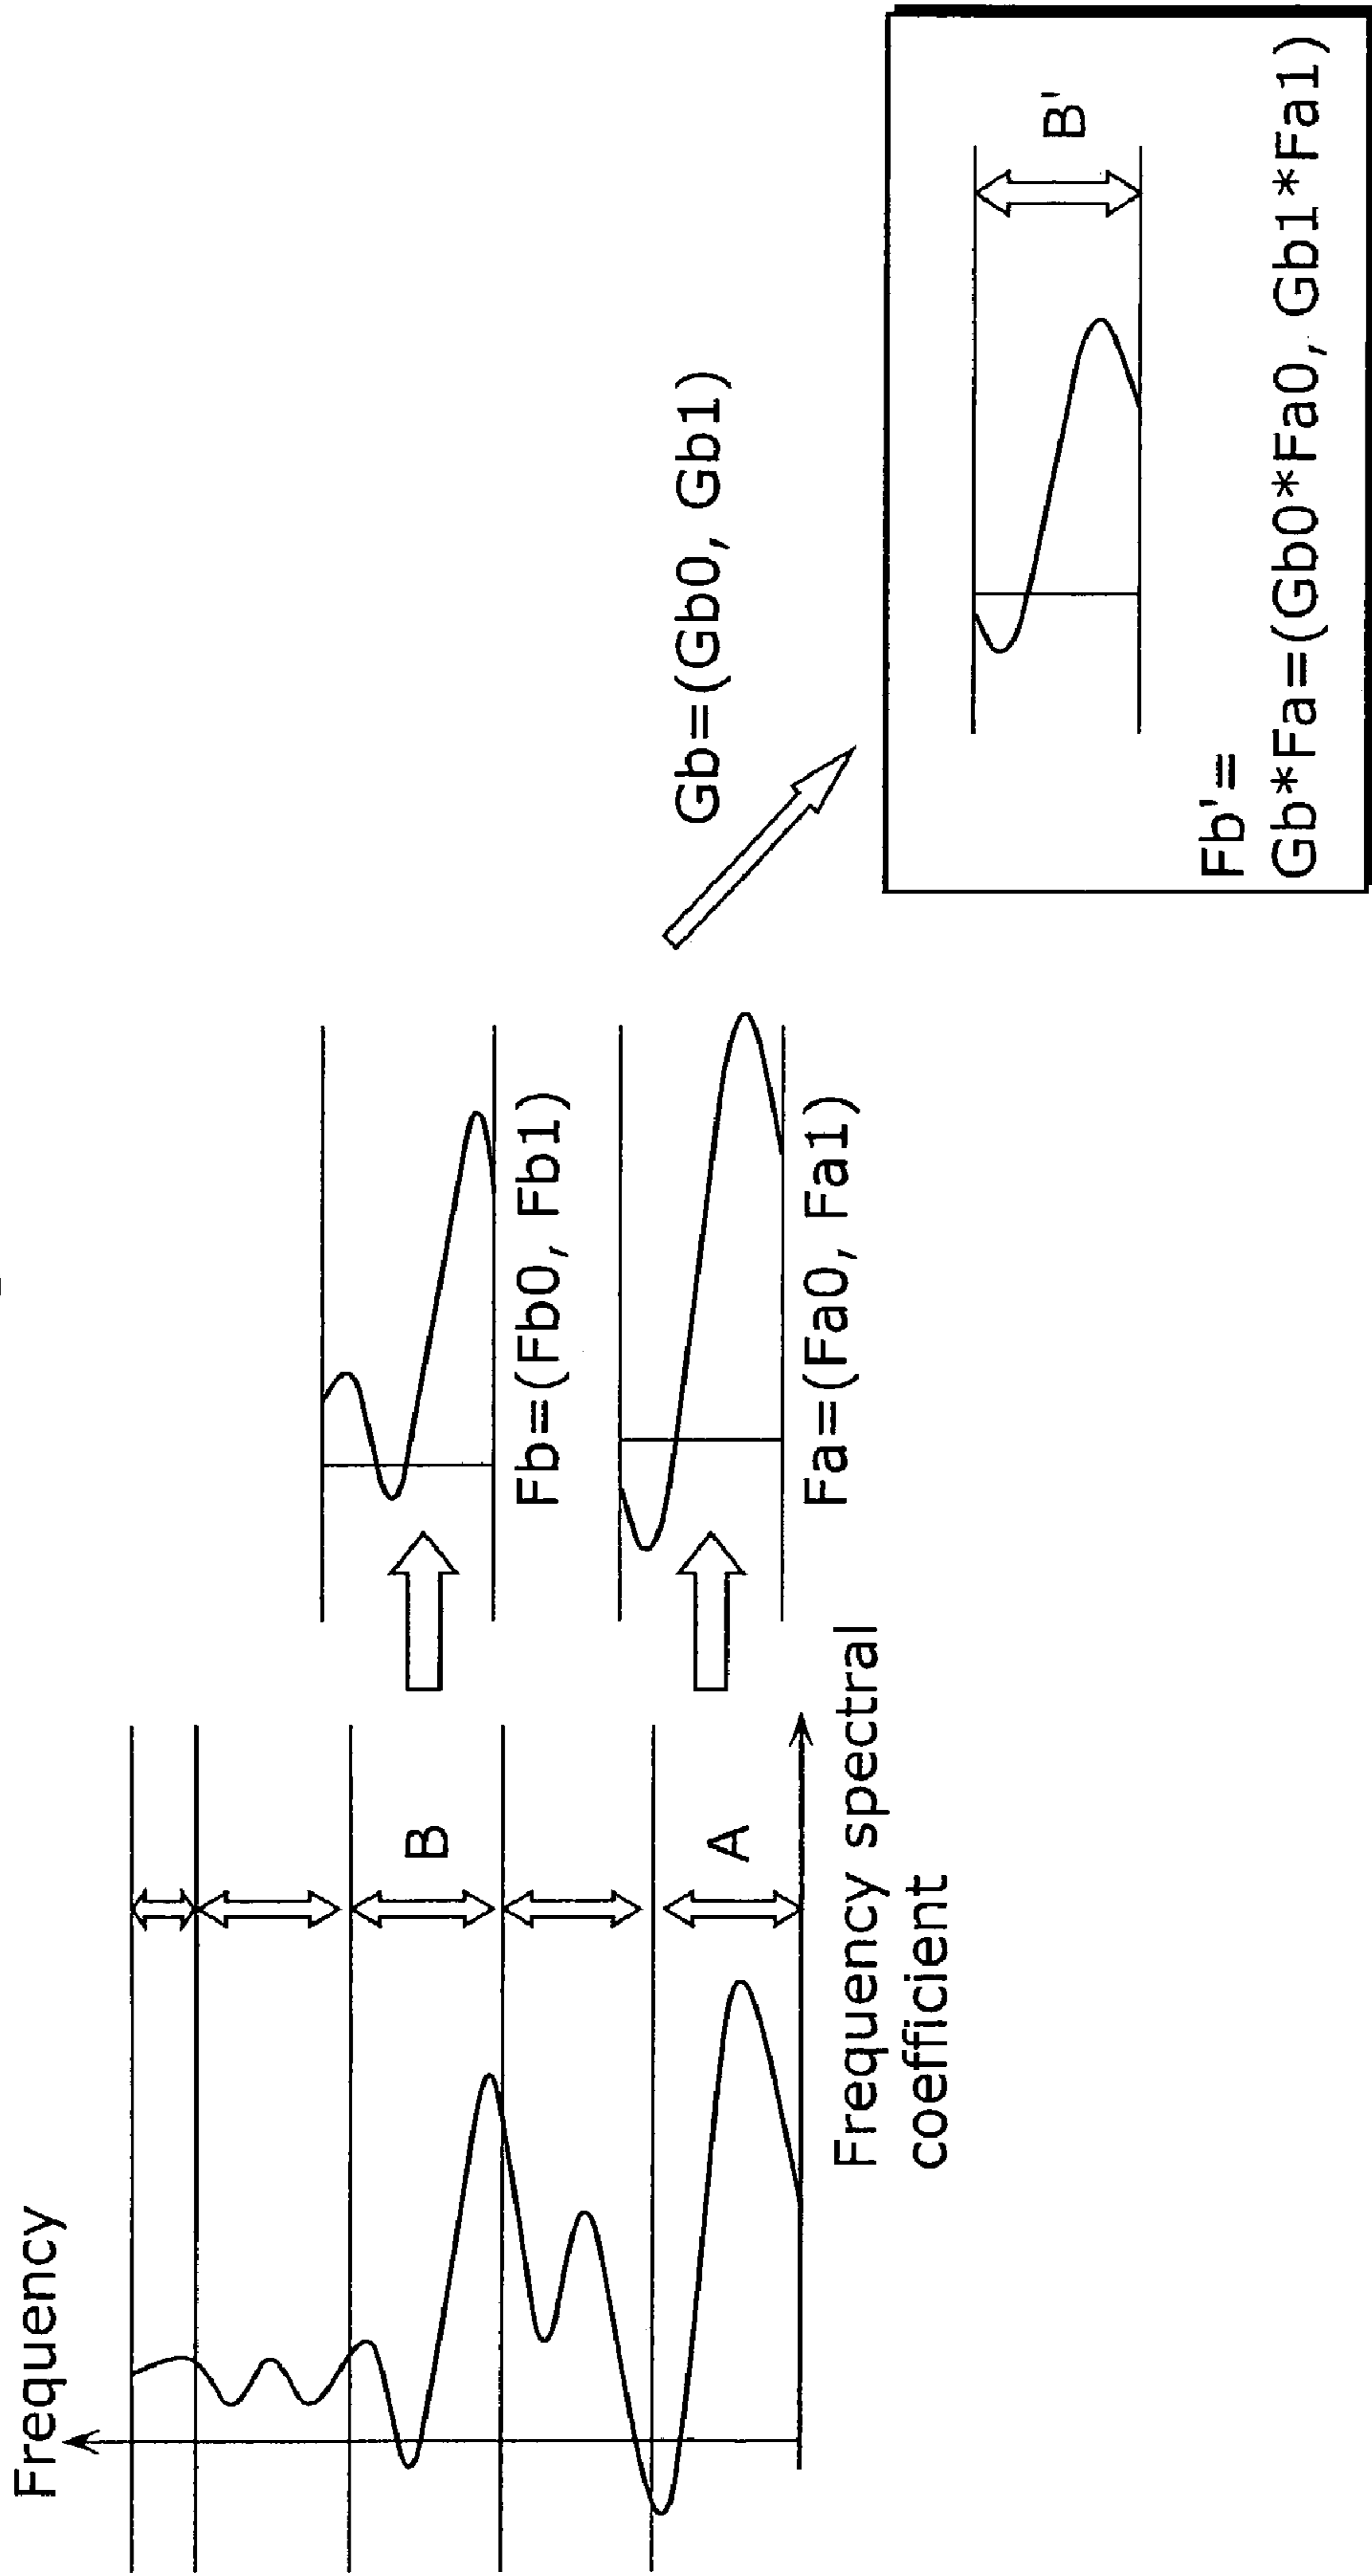 Frequency
B
A
Frequency spectral
coefficient
Fb=(Fb0, Fb1)
Fa=(Fa0, Fa1)
Gb=(Gb0, Gb1)
B'
Fb'=
Gb*Fa=(Gb0*Fa0, Gb1*Fa1)